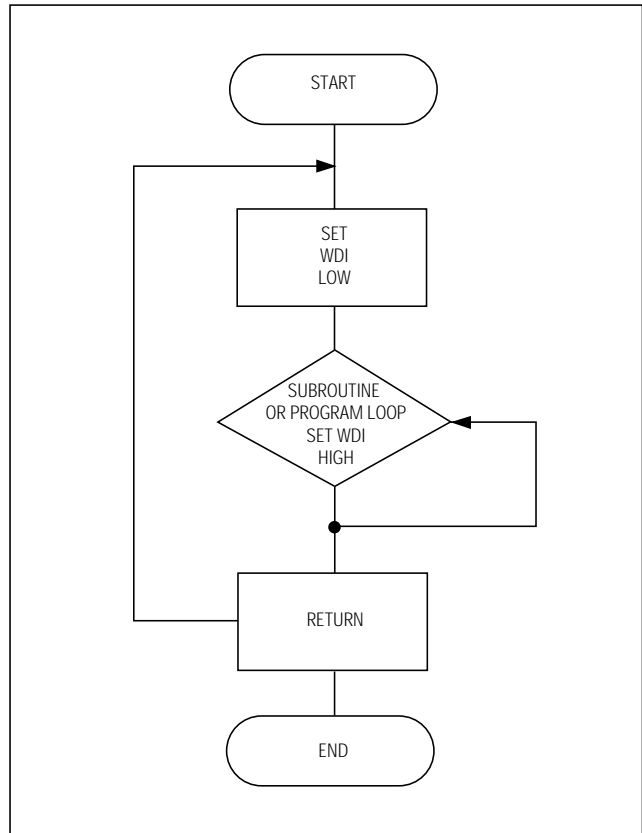 START
SET
WDI
LOW
SUBROUTINE
OR PROGRAM LOOP
SET WDI
HIGH
RETURN
END